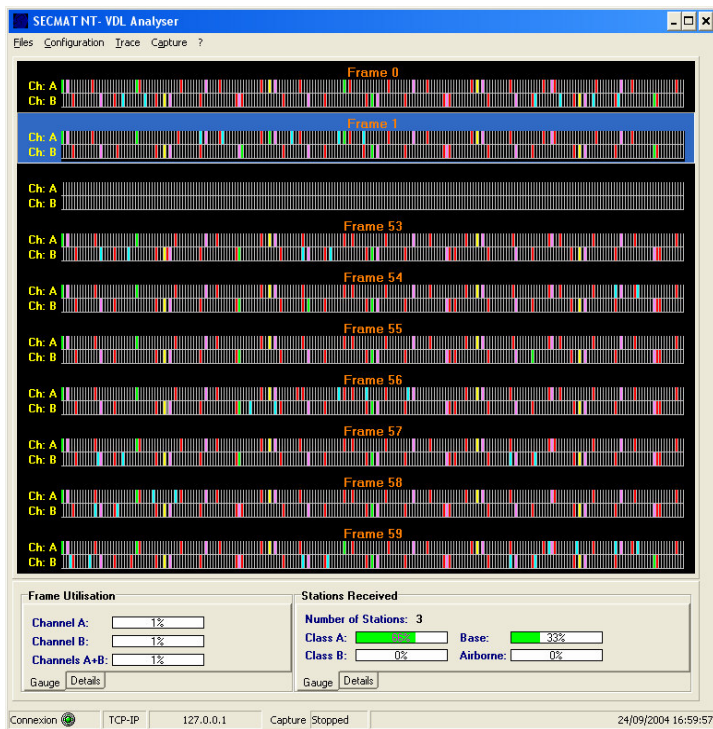 SECMAT NT- VDL Analyser
Files Configuration Trace Capture ?
Frame 0
Ch: A
Ch: B
Frame 1
Ch: A
Ch: B
Ch: A
Ch: B
Frame 53
Ch: A
Ch: B
Frame 54
Ch: A
Ch: B
Frame 55
Ch: A
Ch: B
Frame 56
Ch: A
Ch: B
Frame 57
Ch: A
Ch: B
Frame 58
Ch: A
Ch: B
Frame 59
Ch: A
Ch: B
Frame Utilisation
Channel A: 1%
Channel B: 1%
Channels A+B: 1%
Gauge Details
Stations Received
Number of Stations: 3
Class A: 66% Base: 33%
Class B: 0% Airborne: 0%
Gauge Details
Connexion TCP-IP 127.0.0.1 Capture Stopped 24/09/2004 16:59:57